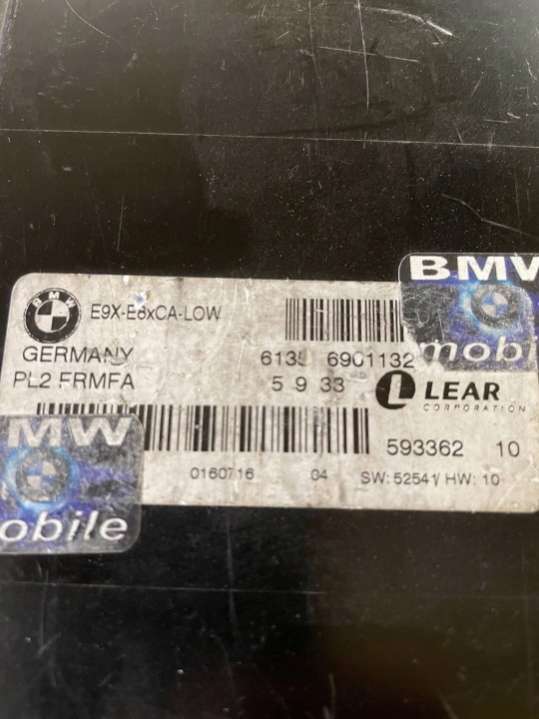 BMW
E9X-E8xCA-LOW
BMW
mobile
GERMANY
6135 6901132
PL2 FRMFA
5 9 33
LEAR
CORPORATION
593362 10
MW
obile
0160716
04
SW: 52541/ HW: 10